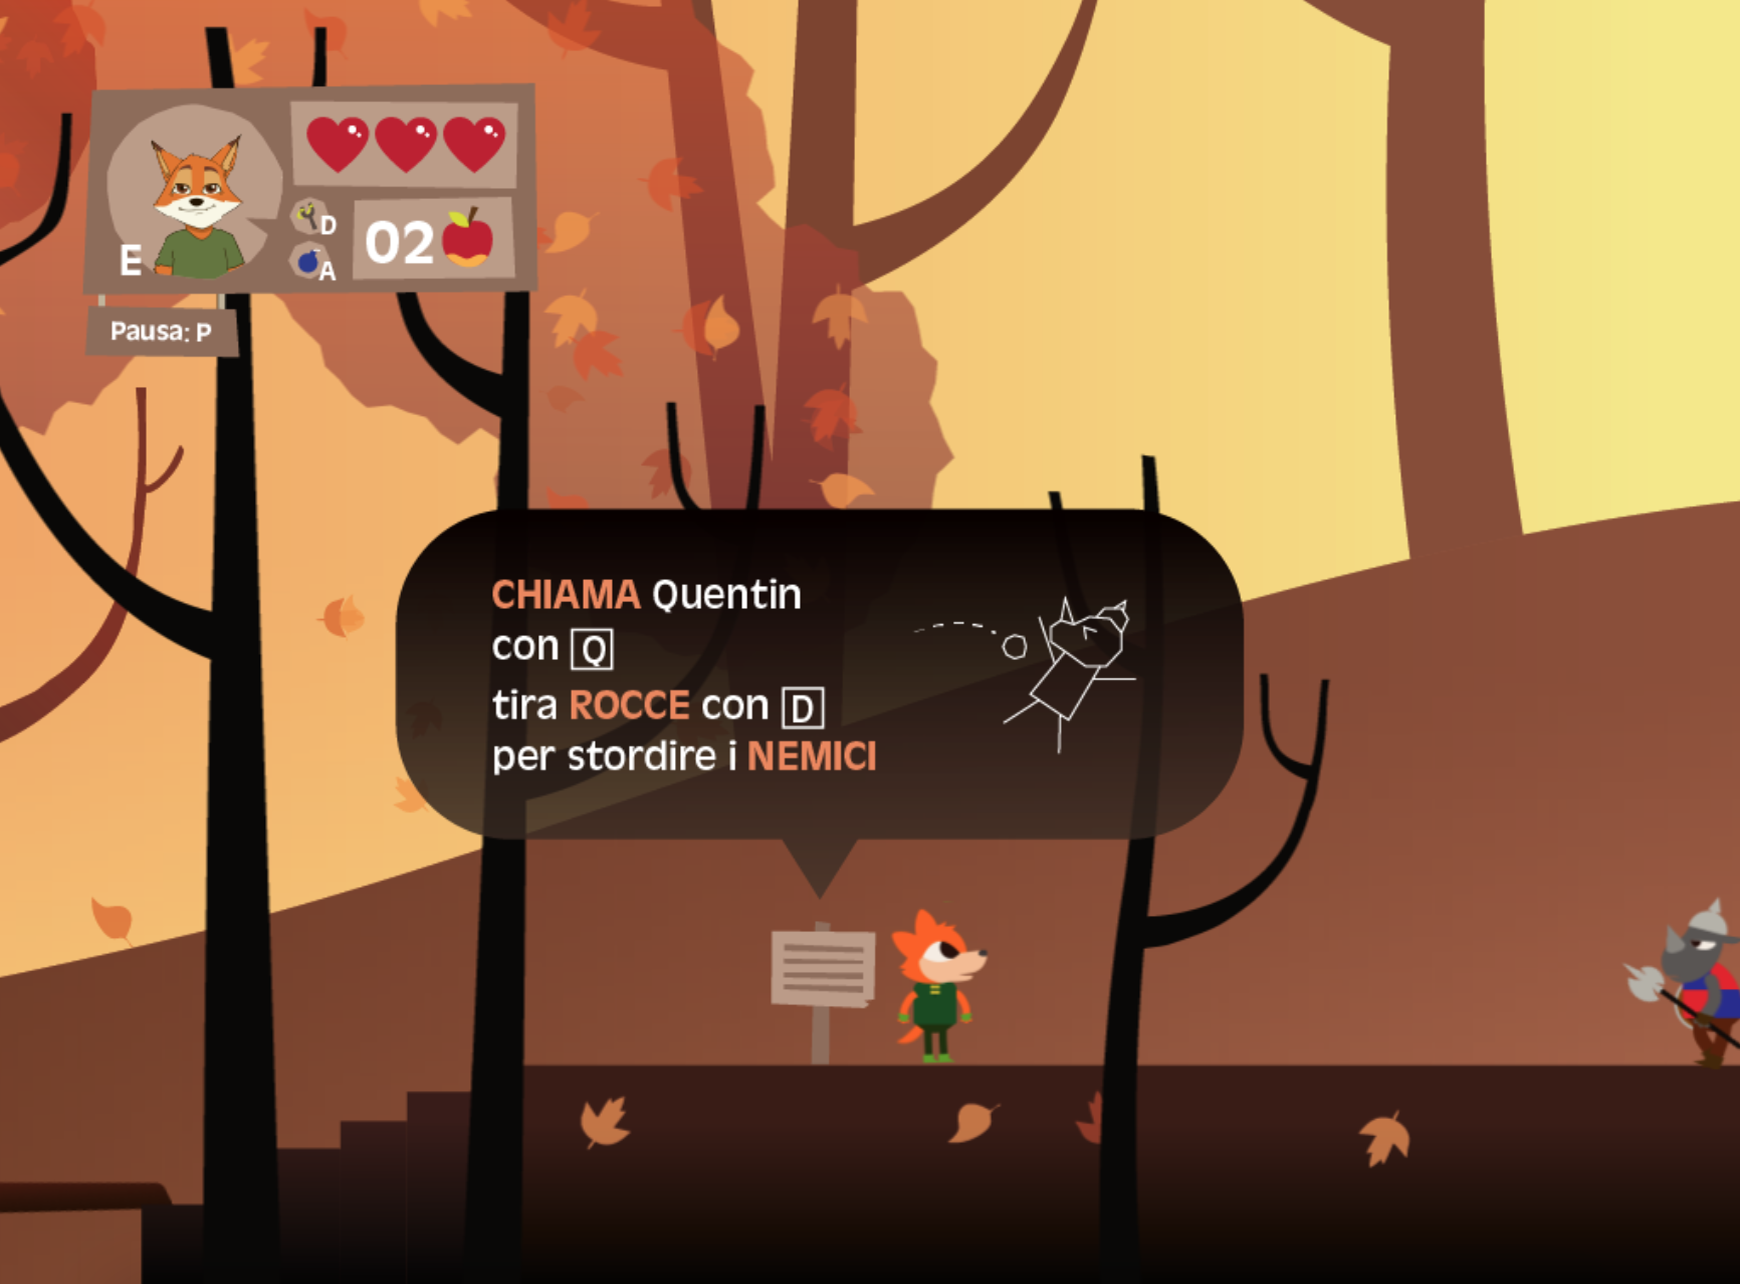 D
02
E
A
Pausa: P
CHIAMA Quentin
con Q
tira ROCCE con D
per stordire i NEMICI